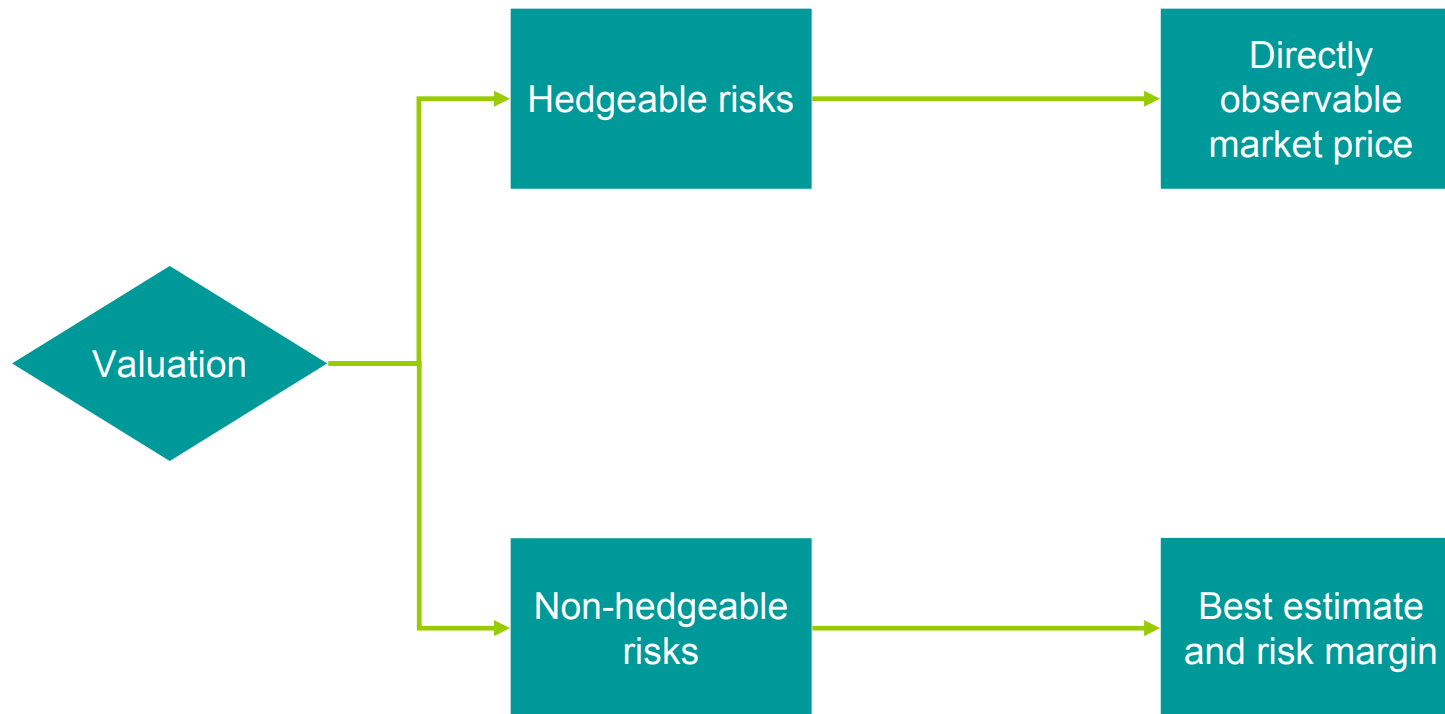 Valuation
Hedgeable risks
Directly
observable
market price
Non-hedgeable
risks
Best estimate
and risk margin